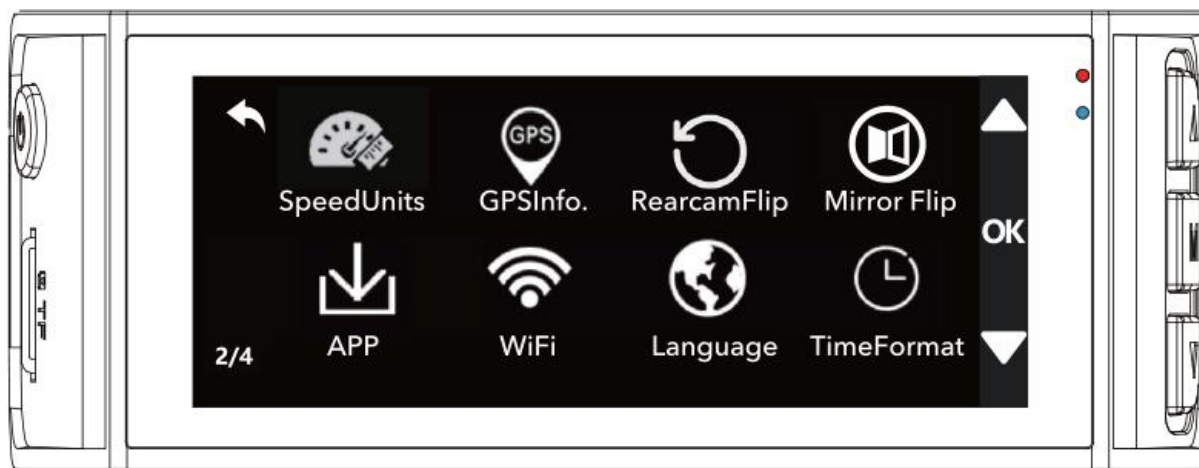 GPS
SpeedUnits GPSInfo. RearcamFlip Mirror Flip
OK
APP WiFi Language TimeFormat
2/4